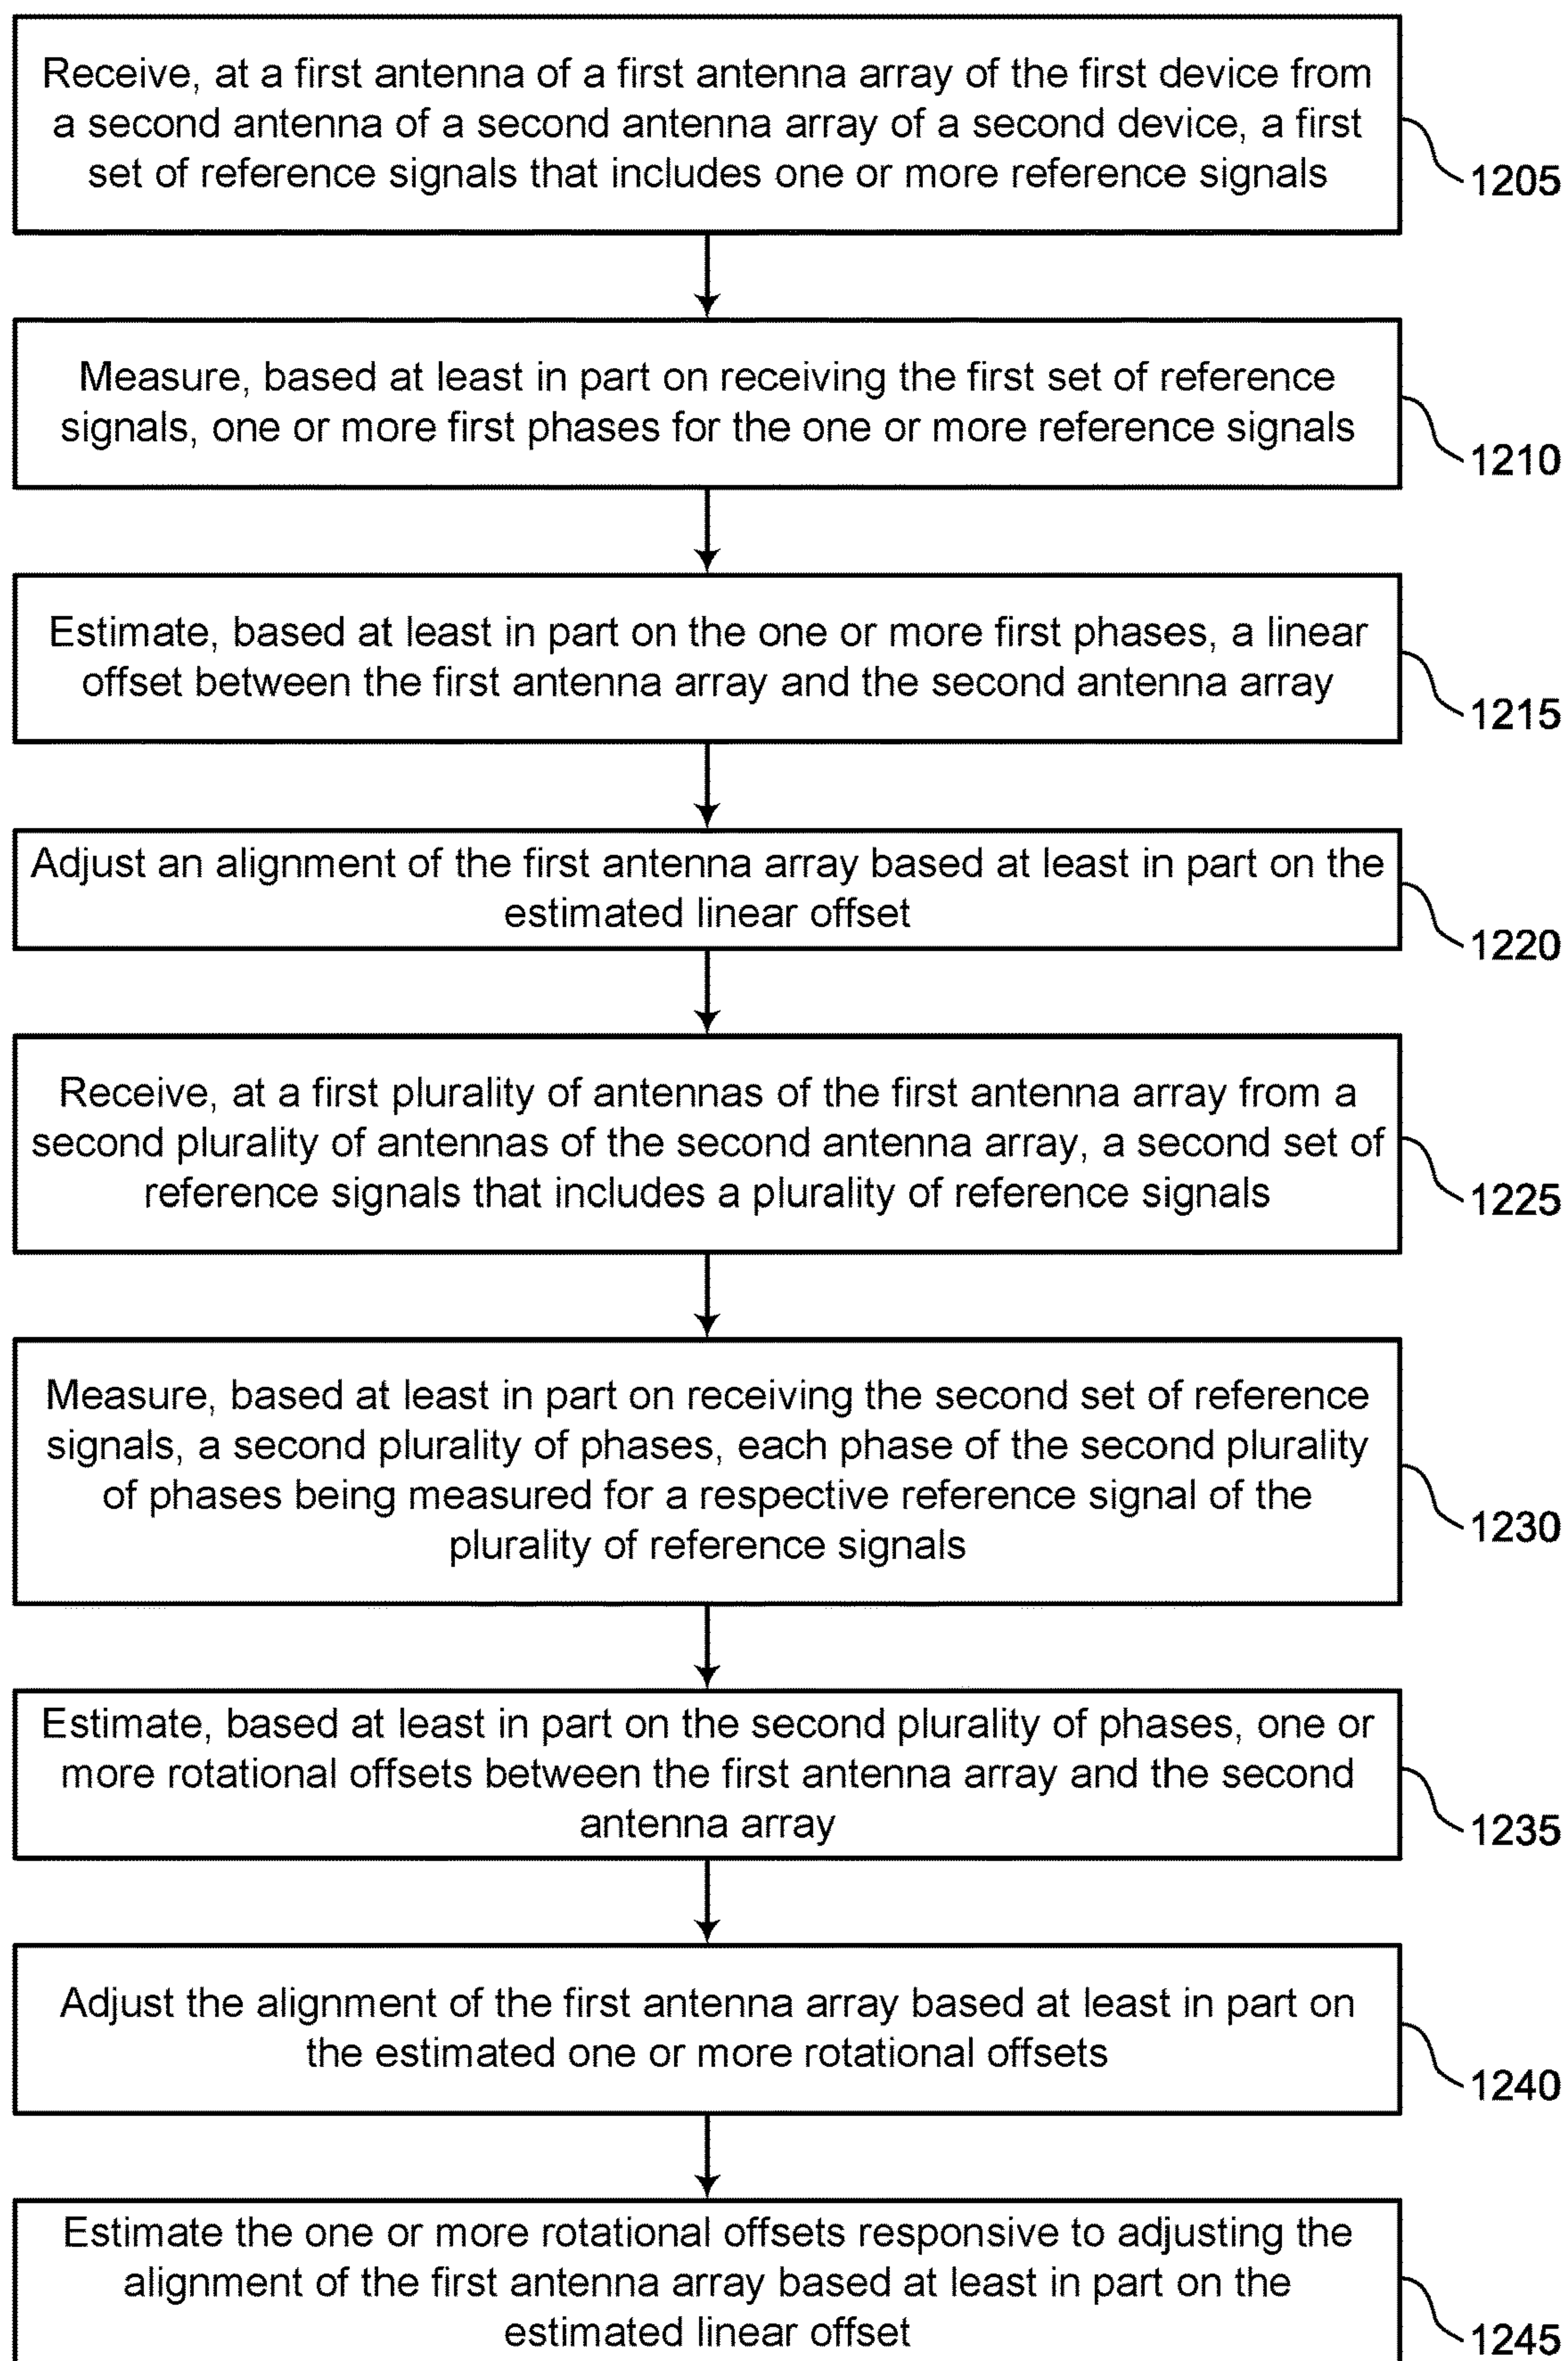 Receive, at a first antenna of a first antenna array of the first device from
a second antenna of a second antenna array of a second device, a first
set of reference signals that includes one or more reference signals
1205
Measure, based at least in part on receiving the first set of reference
signals, one or more first phases for the one or more reference signals
1210
Estimate, based at least in part on the one or more first phases, a linear
offset between the first antenna array and the second antenna array
1215
Adjust an alignment of the first antenna array based at least in part on the
estimated linear offset
1220
Receive, at a first plurality of antennas of the first antenna array from a
second plurality of antennas of the second antenna array, a second set of
reference signals that includes a plurality of reference signals
1225
Measure, based at least in part on receiving the second set of reference
signals, a second plurality of phases, each phase of the second plurality
of phases being measured for a respective reference signal of the
plurality of reference signals
1230
Estimate, based at least in part on the second plurality of phases, one or
more rotational offsets between the first antenna array and the second
antenna array
1235
Adjust the alignment of the first antenna array based at least in part on
the estimated one or more rotational offsets
1240
Estimate the one or more rotational offsets responsive to adjusting the
alignment of the first antenna array based at least in part on the
estimated linear offset
1245